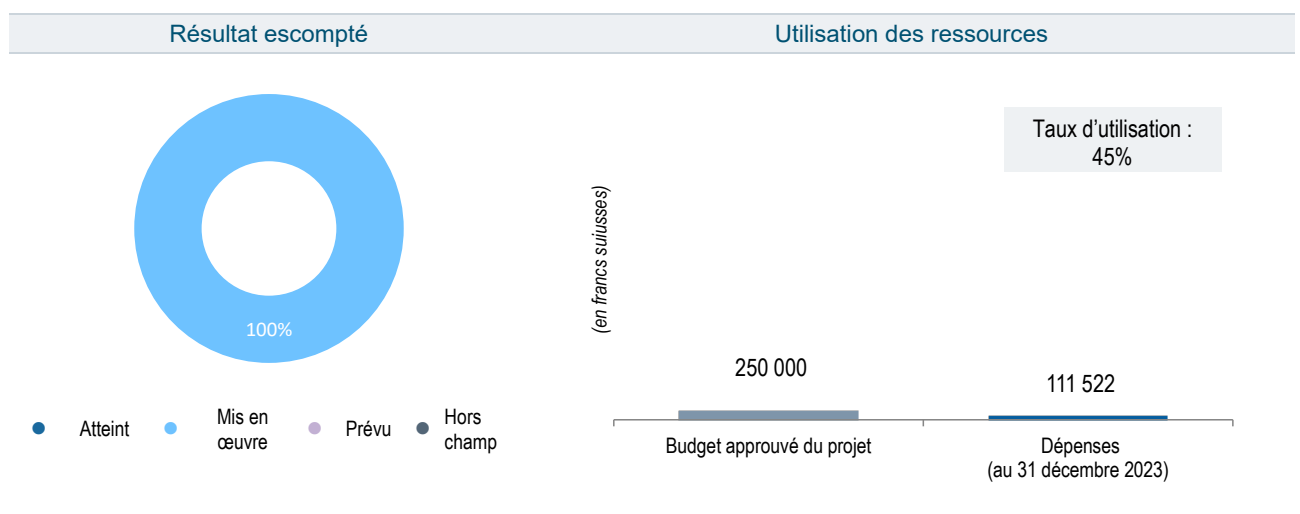 Résultat escompté
Utilisation des ressources
100%
Atteint
Mis en
œuvre
Prévu
Hors
champ
Taux d’utilisation :
45%
(en francs suiusses)
250 000
111 522
Budget approuvé du projet
Dépenses
(au 31 décembre 2023)